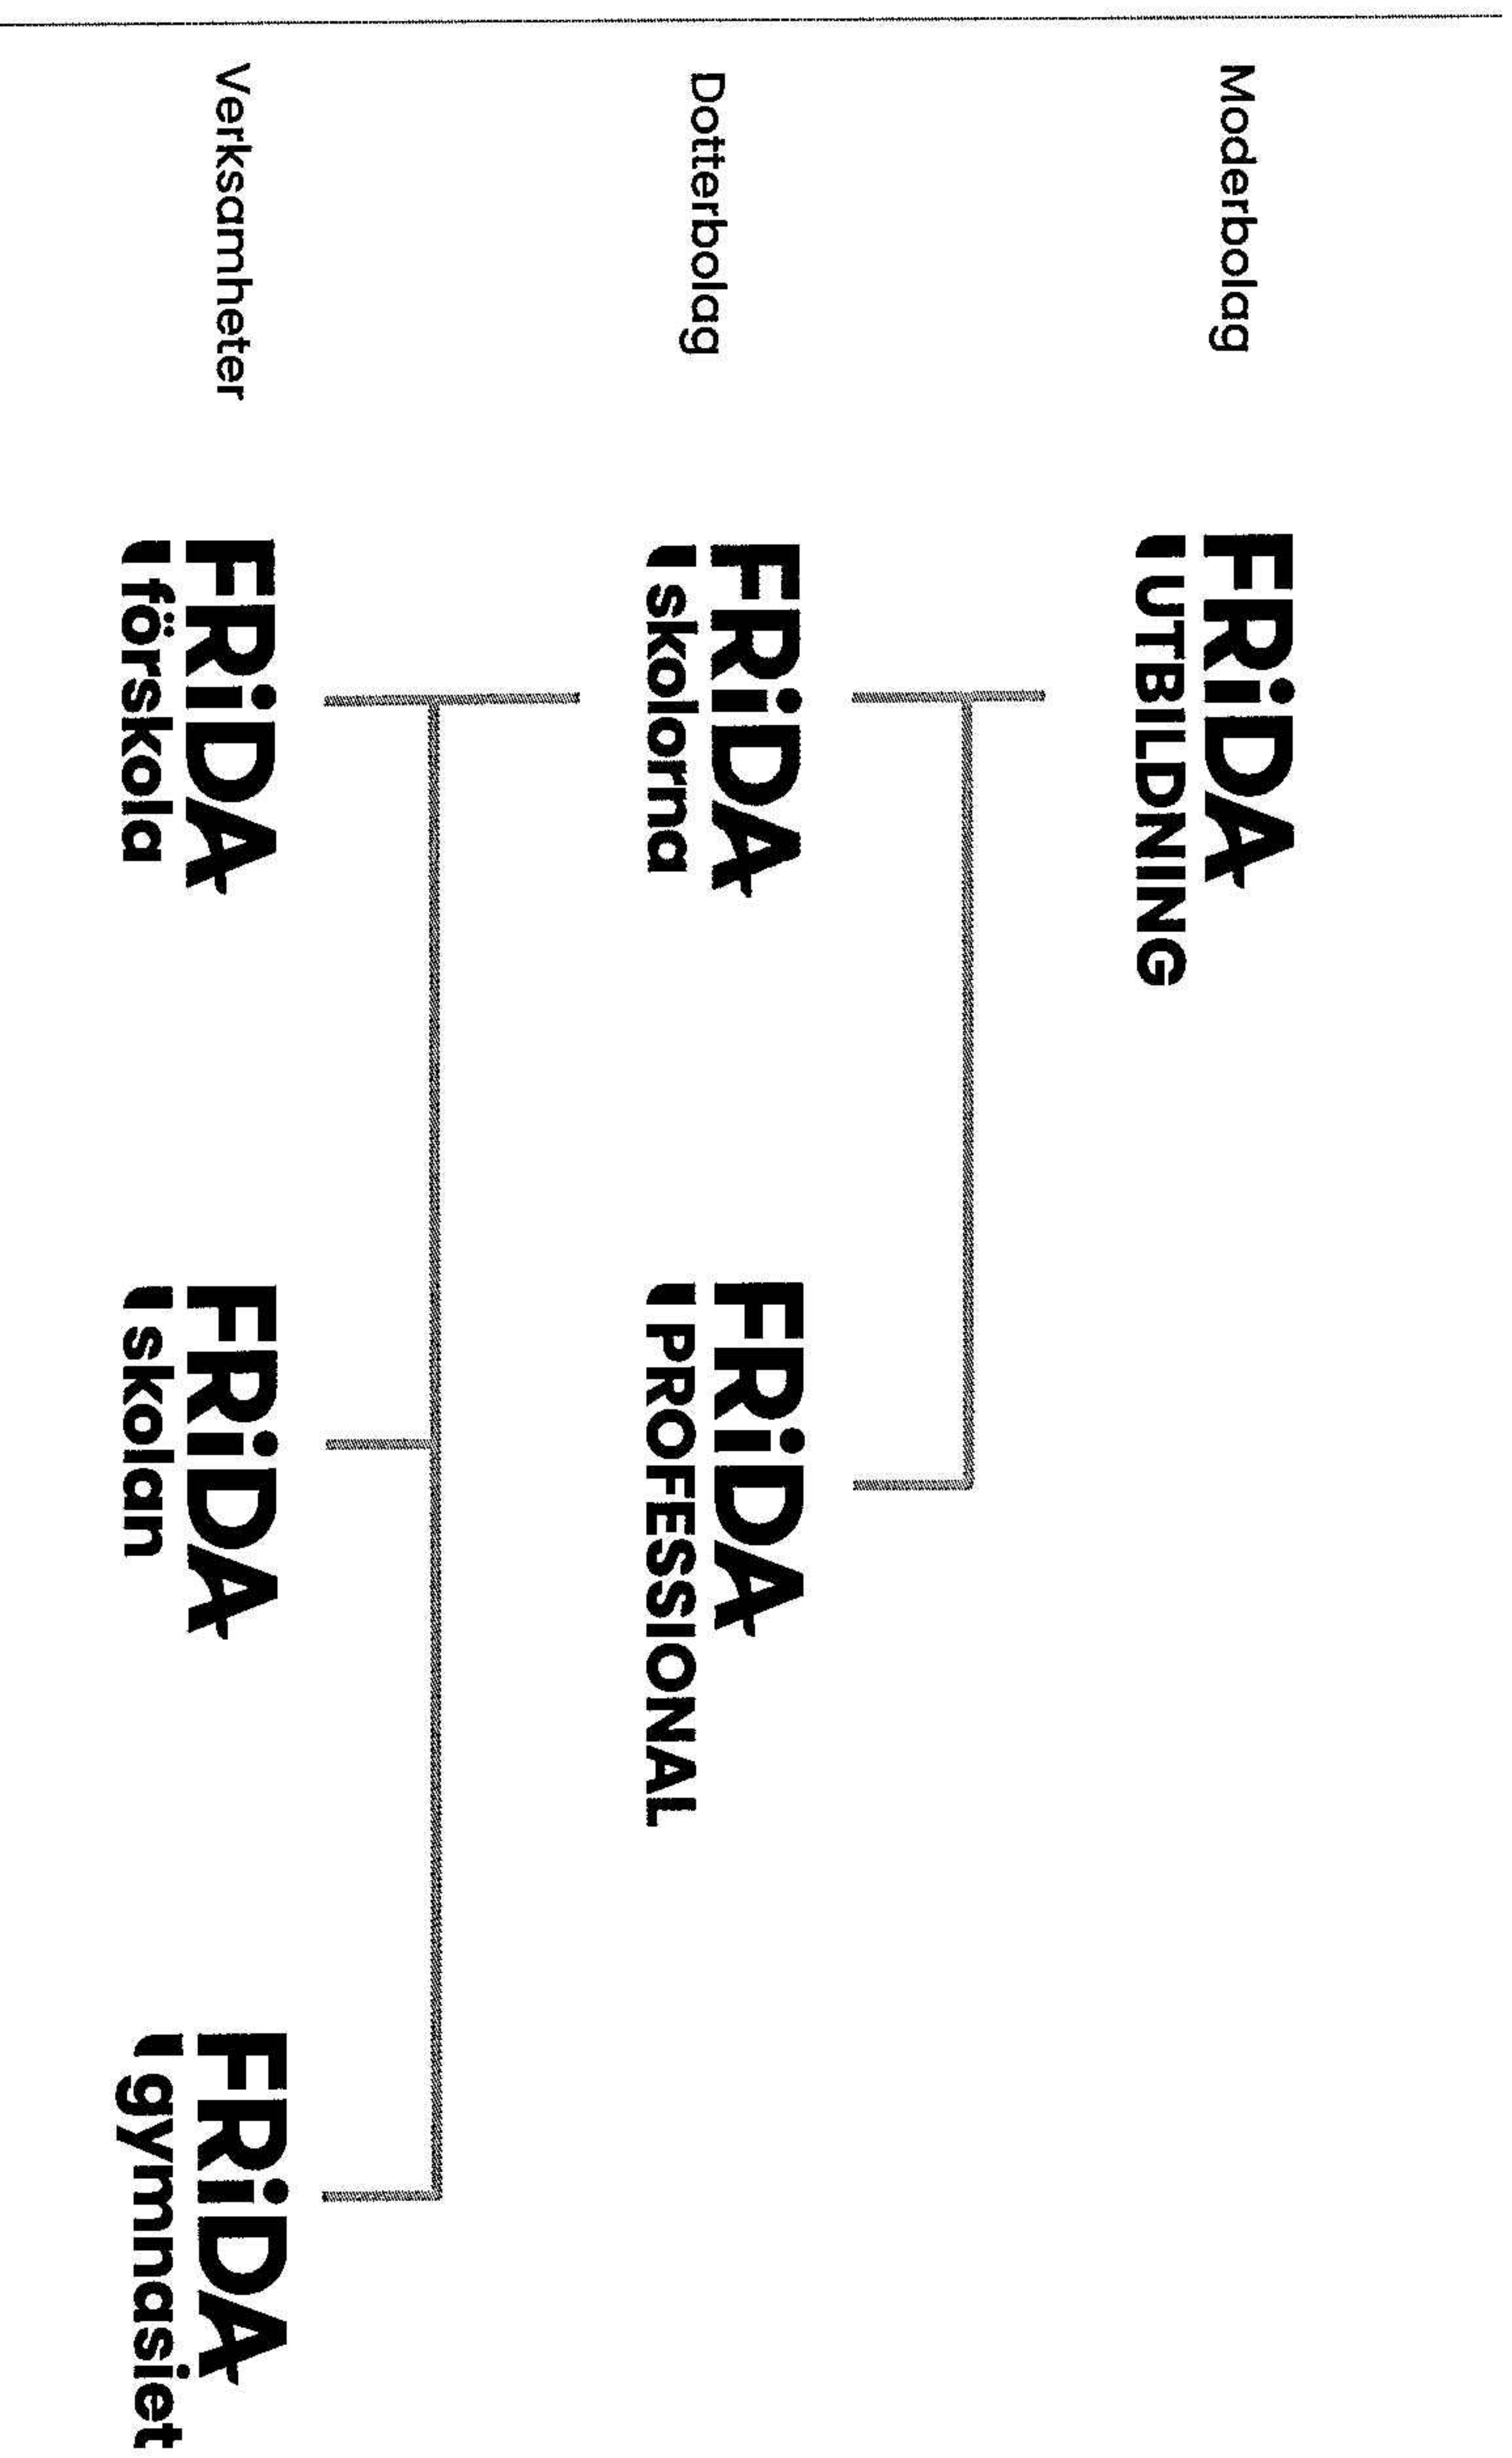 Moderbolag
FRiDA
UTBILDNING
Dotterbolag
FRiDA
skolorna
FRiDA
PROFESSIONAL
Verksamheter
FRiDA
förskola
FRiDA
skolan
FRiDA
gymnasiet